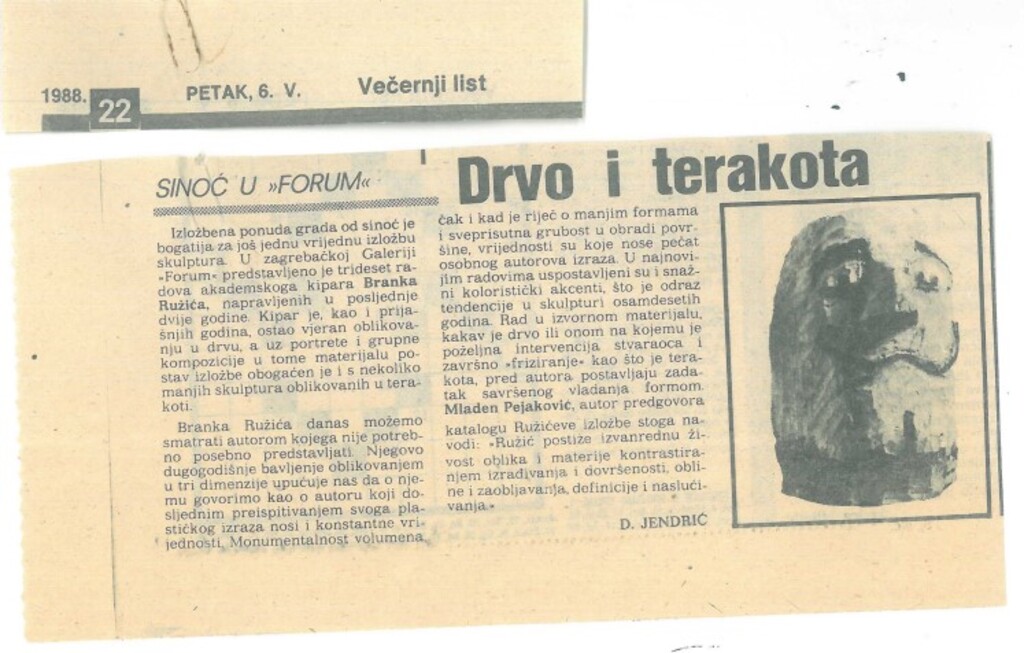 1988. 22 PETAK, 6. V. Večernji list
SINOĆ U »FORUM«
Drvo i terakota
Izložbena ponuda grada od sinoć je
bogatija za još jednu vrijednu izložbu
skulptura. U zagrebačkoj Galeriji
»Forum« predstavljeno je trideset ra-
dova akademskoga kipara Branka
Ružića, napravljenih u posljednje
dvije godine. Kipar je, kao i prija-
šnjih godina, ostao vjeran oblikova-
nju u drvu, a uz portrete i grupne
kompozicije u tome materijalu po-
stav izložbe obogaćen je i s nekoliko
manjih skulptura oblikovanih u tera-
koti.
Branka Ružića danas možemo
smatrati autorom kojega nije potreb-
no posebno predstavljati. Njegovo
dugogodišnje bavljenje oblikovanjem
u tri dimenzije upućuje nas da o nje-
mu govorimo kao o autoru koji do-
sljednim preispitivanjem svoga pla-
stičkog izraza nosi i konstantne vri-
jednosti. Monumentalnost volumena
čak i kad je riječ o manjim formama
i sveprisutna grubost u obradi povr-
šine, vrijednosti su koje nose pečat
osobnog autorova izraza. U najnovi-
jim radovima uspostavljeni su i snaž-
ni koloristički akcenti, što je odraz
tendencije u skulpturi osamdesetih
godina. Rad u izvornom materijalu,
kakav je drvo ili onom na kojemu je
poželjna intervencija stvaraoca i
završno »friziranje« kao što je tera-
kota, pred autora postavljaju zada-
tak savršenog vladanja formom.
Mladen Pejaković, autor predgovora
katalogu Ružićeve izložbe stoga na-
vodi: »Ružić postiže izvanrednu ži-
vost oblika i materije kontrastira-
njem izrađivanja i dovršenosti, obli-
ne i zaobljavanja, definicije i naslući-
vanja.«
D. JENDRIĆ